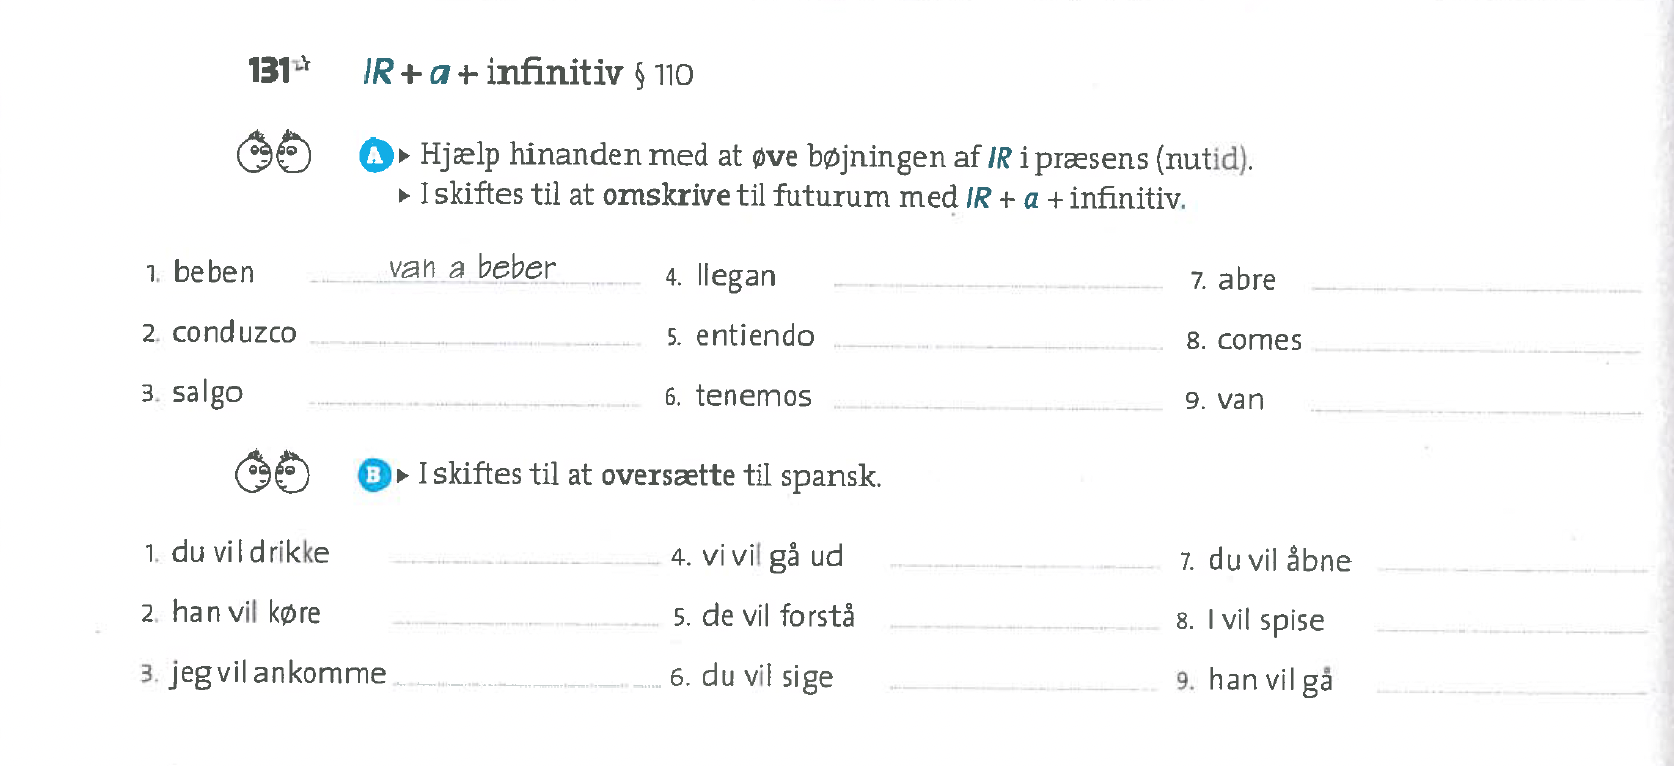 131 IR + a + infinitiv § 110
A ▸ Hjælp hinanden med at øve bøjningen af IR i præsens (nutid).
▸ I skiftes til at omskrive til futurum med IR + a + infinitiv.
1. beben van a beber 4. llegan 7. abre
2. conduzco 5. entiendo 8. comes
3. salgo 6. tenemos 9. van
B ▸ I skiftes til at oversætte til spansk.
1. du vil drikke 4. vi vil gå ud 7. du vil åbne
2. han vil køre 5. de vil forstå 8. I vil spise
3. jeg vil ankomme 6. du vil sige 9. han vil gå